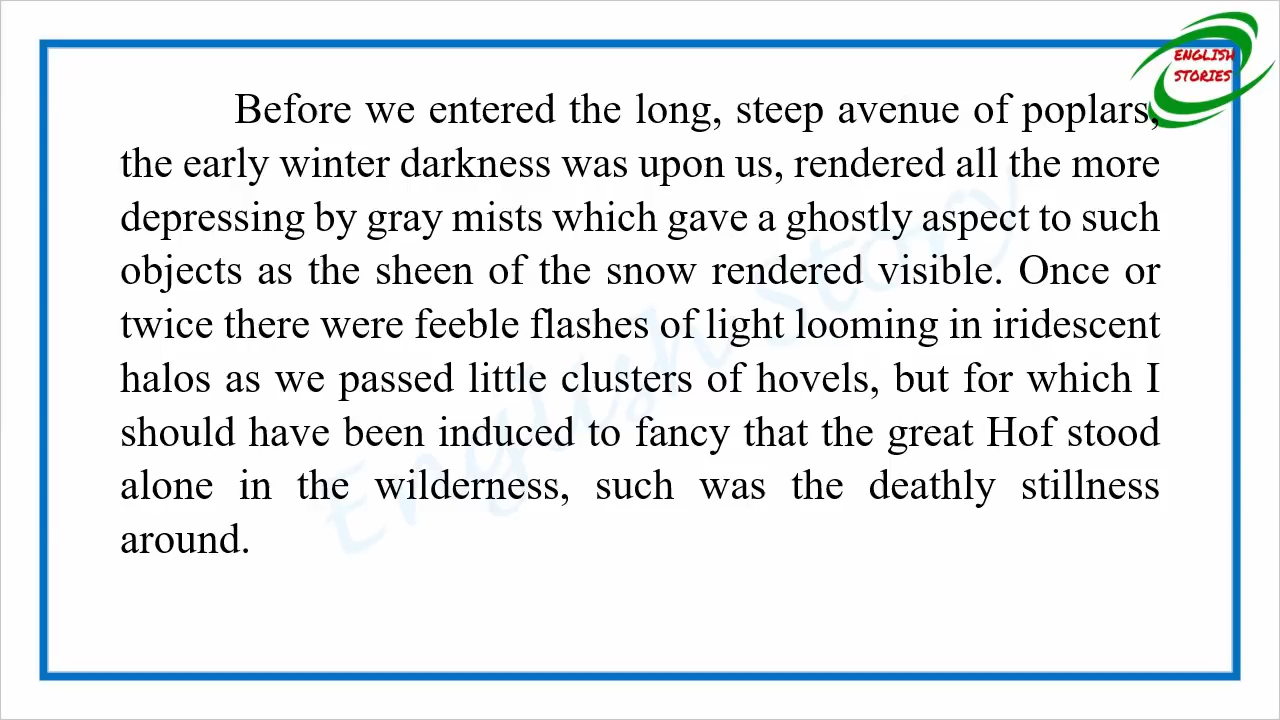 ENGLISH
STORIES
Before we entered the long, steep avenue of poplars,
the early winter darkness was upon us, rendered all the more
depressing by gray mists which gave a ghostly aspect to such
objects as the sheen of the snow rendered visible. Once or
twice there were feeble flashes of light looming in iridescent
halos as we passed little clusters of hovels, but for which I
should have been induced to fancy that the great Hof stood
alone in the wilderness, such was the deathly stillness
around.
English Story